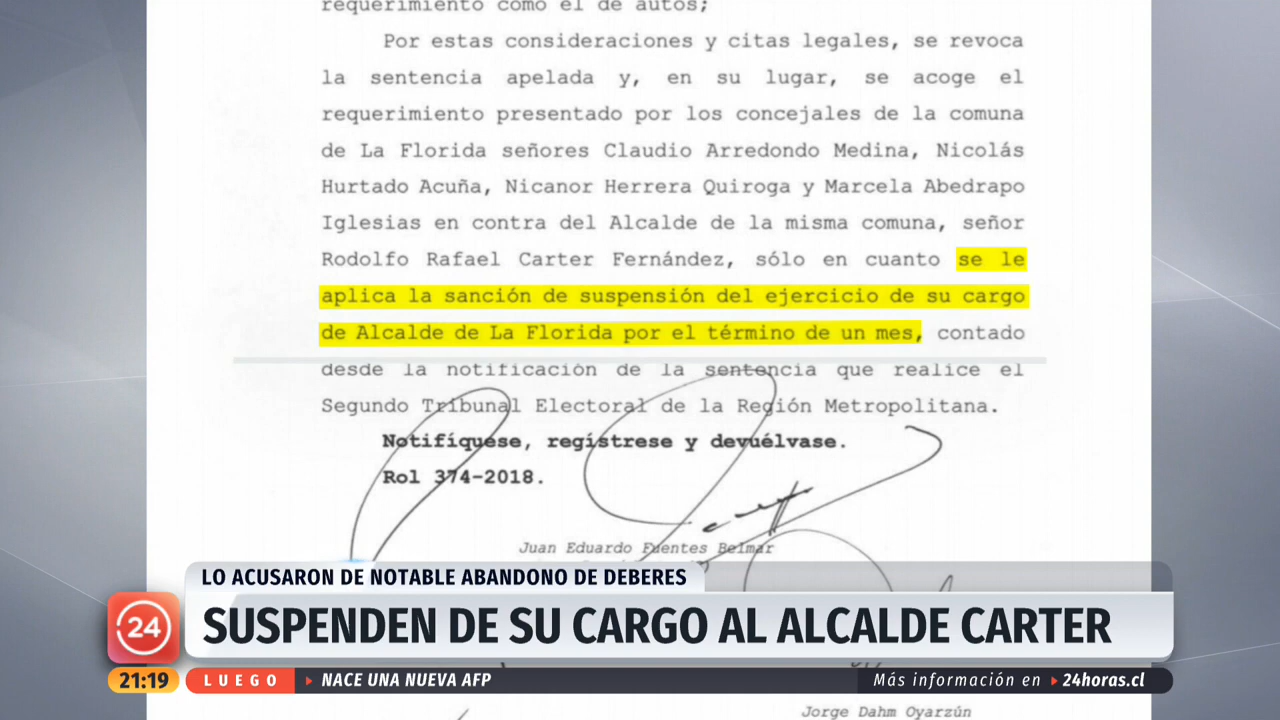 requerimiento como el de autos;
Por estas consideraciones y citas legales, se revoca
la sentencia apelada y, en su lugar, se acoge el
requerimiento presentado por los concejales de la comuna
de La Florida señores Claudio Arredondo Medina, Nicolás
Hurtado Acuña, Nicanor Herrera Quiroga y Marcela Abedrapo
Iglesias en contra del Alcalde de la misma comuna, señor
Rodolfo Rafael Carter Fernández, sólo en cuanto se le
aplica la sanción de suspensión del ejercicio de su cargo
de Alcalde de La Florida por el término de un mes, contado
desde la notificación de la sentencia que realice el
Segundo Tribunal Electoral de la Región Metropolitana.
Notifíquese, regístrese y devuélvase.
Rol 374-2018.
Juan Eduardo Fuentes Belmar
LO ACUSARON DE NOTABLE ABANDONO DE DEBERES
24
SUSPENDEN DE SU CARGO AL ALCALDE CARTER
21:19
LUEGO
NACE UNA NUEVA AFP
Más información en 24horas.cl
Jorge Dahm Oyarzún